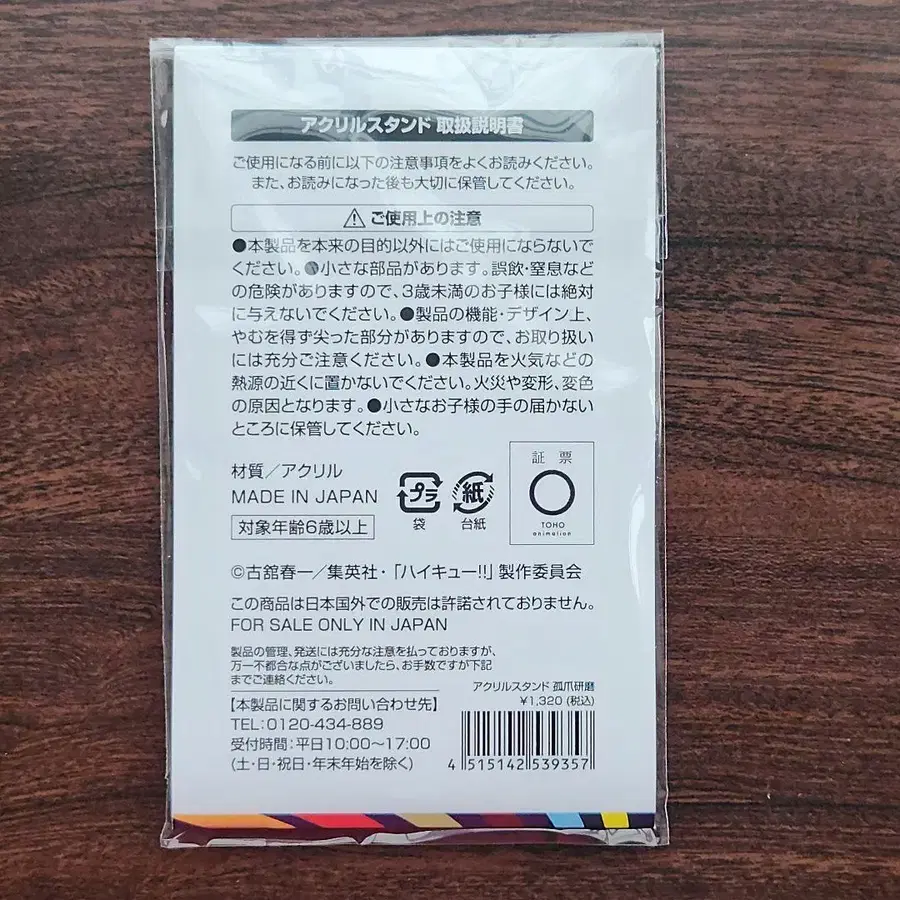 アクリルスタンド 取扱説明書
ご使用になる前に以下の注意事項をよくお読みください。
また、お読みになった後も大切に保管してください。
⚠ ご使用上の注意
●本製品を本来の目的以外にはご使用にならないで
ください。●小さな部品があります。誤飲・窒息など
の危険がありますので、3歳未満のお子様には絶対
に与えないでください。●製品の機能・デザイン上、
やむを得ず尖った部分がありますので、お取り扱い
には充分ご注意ください。●本製品を火気などの
熱源の近くに置かないでください。火災や変形、変色
の原因となります。●小さなお子様の手の届かない
ところに保管してください。
材質／アクリル
MADE IN JAPAN
対象年齢6歳以上
プラ
袋
紙
台紙
証票
TOHO
animation
©古舘春一／集英社・「ハイキュー!!」製作委員会
この商品は日本国外での販売は許諾されておりません。
FOR SALE ONLY IN JAPAN
製品の管理、発送には充分な注意を払っておりますが、
万一不都合な点がございましたら、お手数ですが下記
までご連絡ください。
【本製品に関するお問い合わせ先】
TEL:0120-434-889
受付時間：平日10:00〜17:00
(土・日・祝日・年末年始を除く)
アクリルスタンド 孤爪研磨
¥1,320 (税込)
4 515142 539357